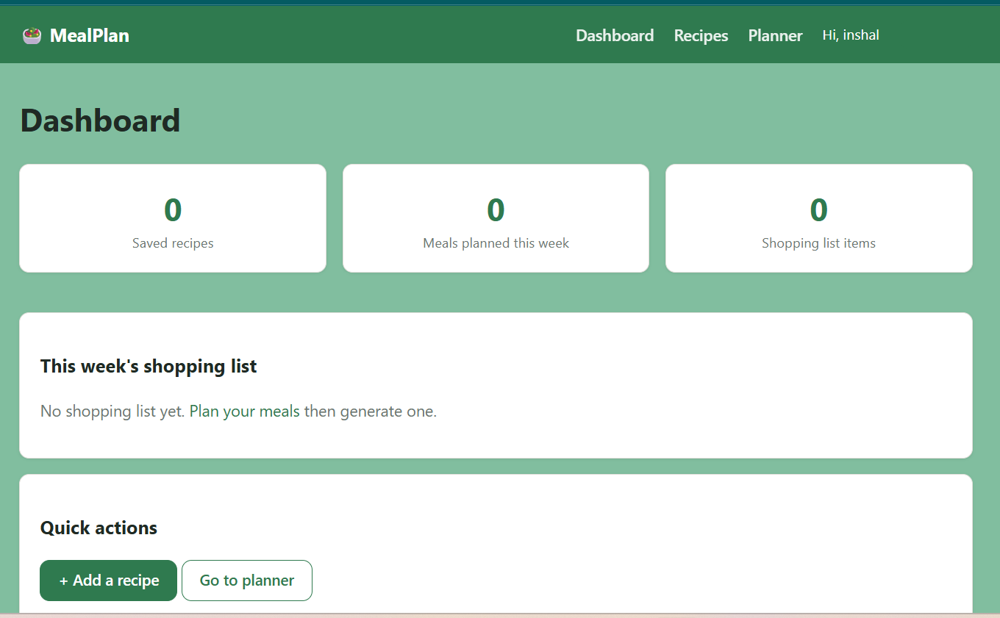 MealPlan
Dashboard Recipes Planner Hi, inshal
Dashboard
0 0 0
Saved recipes Meals planned this week Shopping list items
This week's shopping list
No shopping list yet. Plan your meals then generate one.
Quick actions
+ Add a recipe Go to planner